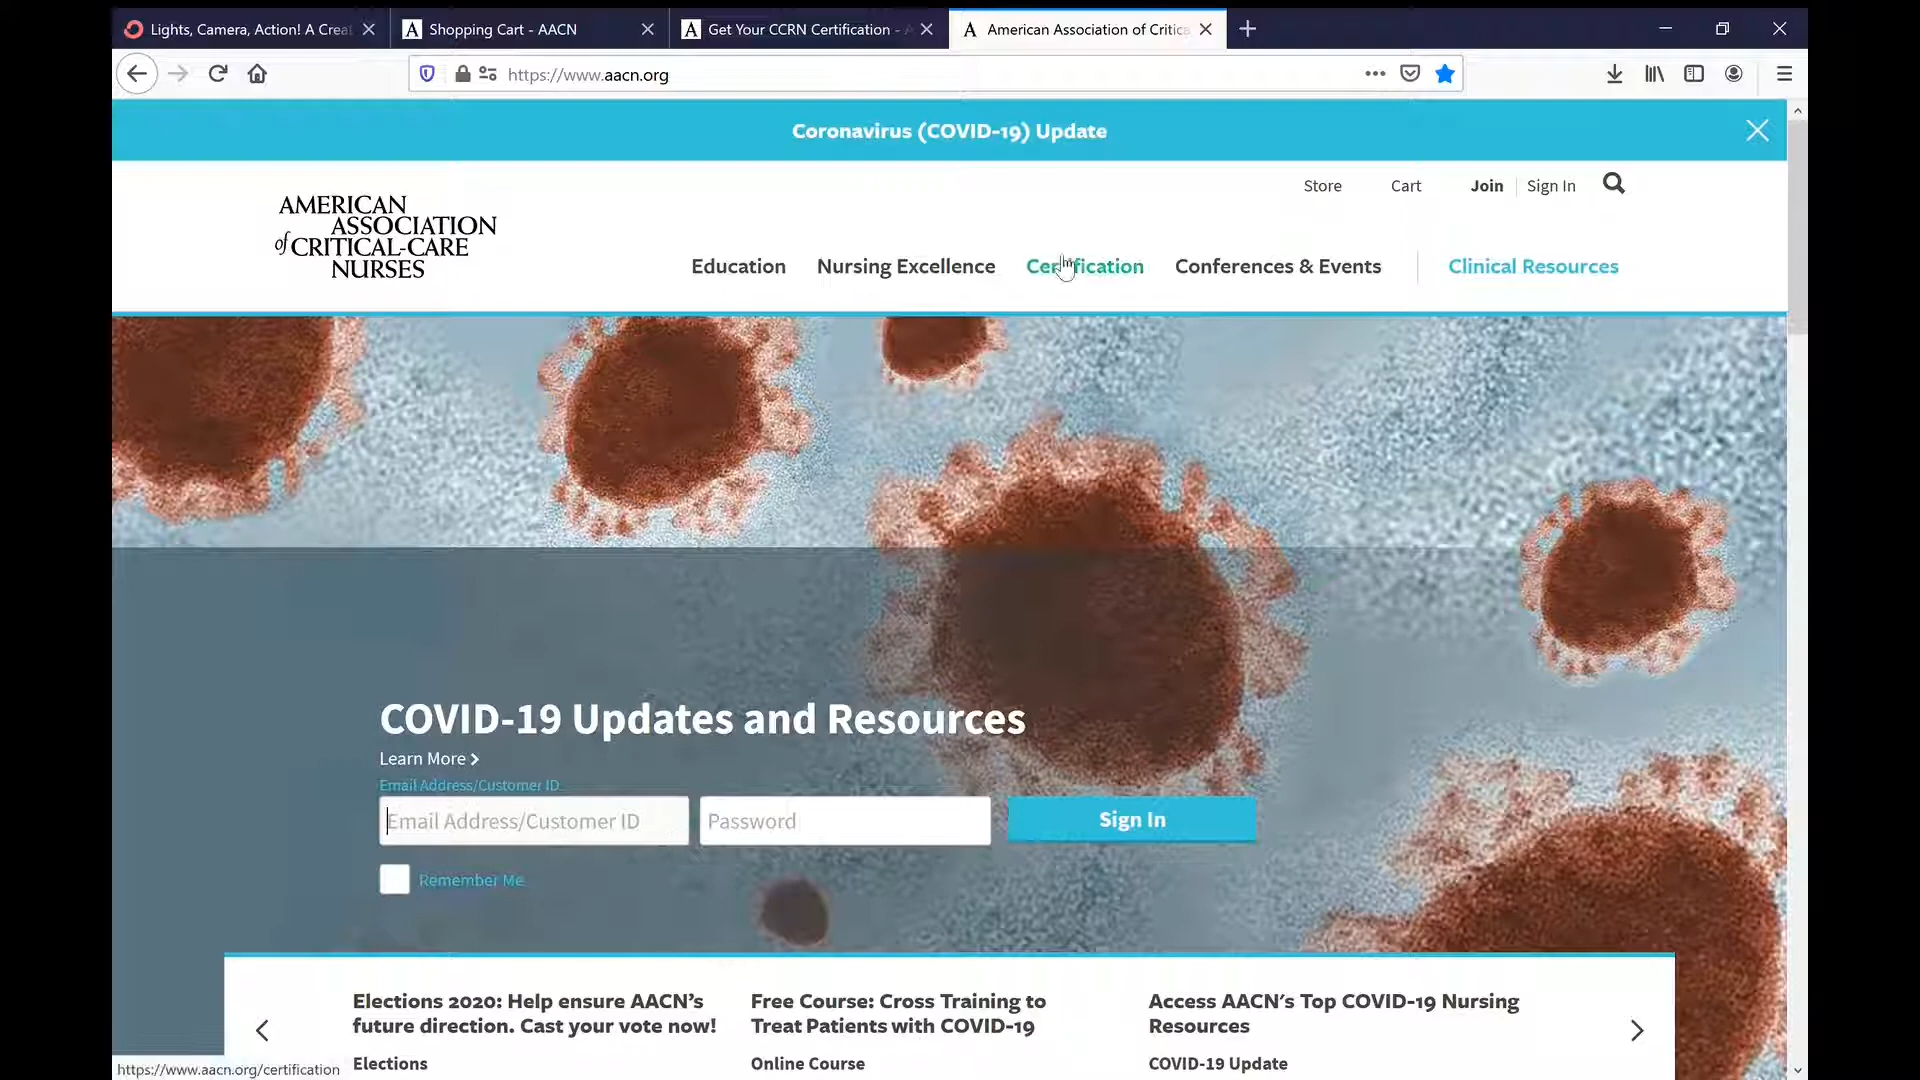 Lights, Camera, Action! A Crea
Shopping Cart - AACN
Get Your CCRN Certification -
American Association of Critica
https://www.aacn.org
Coronavirus (COVID-19) Update
Store
Cart
Join
Sign In
AMERICAN
ASSOCIATION
of CRITICAL-CARE
NURSES
Education
Nursing Excellence
Certification
Conferences & Events
Clinical Resources
COVID-19 Updates and Resources
Learn More
Email Address/Customer ID
Email Address/Customer ID
Password
Sign In
Remember Me
Elections 2020: Help ensure AACN's
future direction. Cast your vote now!
Elections
Free Course: Cross Training to
Treat Patients with COVID-19
Online Course
Access AACN's Top COVID-19 Nursing
Resources
COVID-19 Update
https://www.aacn.org/certification